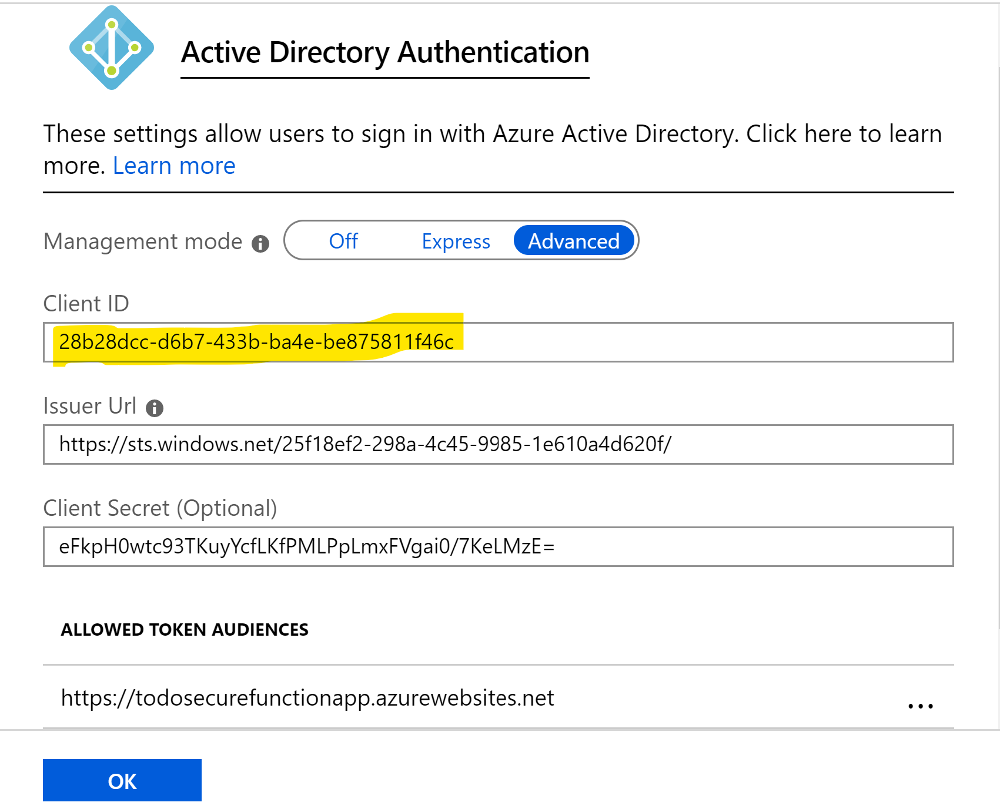 Active Directory Authentication
These settings allow users to sign in with Azure Active Directory. Click here to learn
more. Learn more
Management mode Off Express Advanced
Client ID
28b28dcc-d6b7-433b-ba4e-be875811f46c
Issuer Url
https://sts.windows.net/25f18ef2-298a-4c45-9985-1e610a4d620f/
Client Secret (Optional)
eFkpH0wtc93TKuyYcfLKfPMLPpLmxFVgai0/7KeLMzE=
ALLOWED TOKEN AUDIENCES
https://todosecurefunctionapp.azurewebsites.net
...
OK